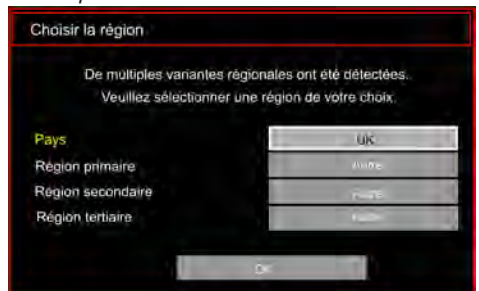 Choisir la région
De multiples variantes régionales ont été détectées.
Veuillez sélectionner une région de votre choix.
Pays
UK
Région primaire
Région secondaire
Région tertiaire
OK